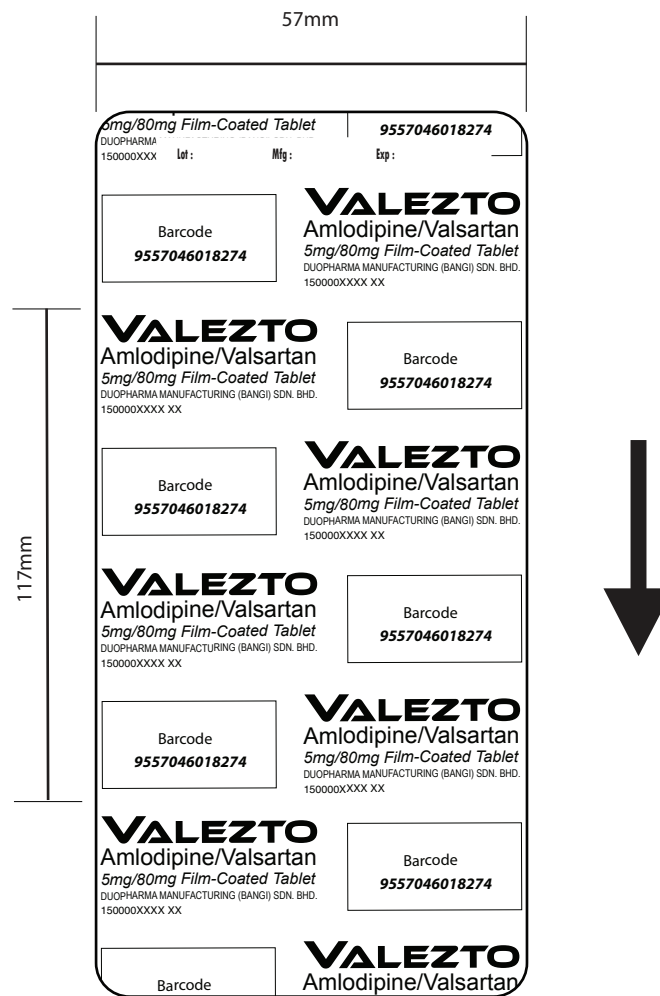 57mm
5mg/80mg Film-Coated Tablet
9557046018274
DUOPHARMA
150000XXX
Lot : Mfg : Exp :
Barcode
9557046018274
VALEZTO
Amlodipine/Valsartan
5mg/80mg Film-Coated Tablet
DUOPHARMA MANUFACTURING (BANGI) SDN. BHD.
150000XXXX XX
VALEZTO
Amlodipine/Valsartan
5mg/80mg Film-Coated Tablet
DUOPHARMA MANUFACTURING (BANGI) SDN. BHD.
150000XXXX XX
Barcode
9557046018274
117mm
Barcode
9557046018274
VALEZTO
Amlodipine/Valsartan
5mg/80mg Film-Coated Tablet
DUOPHARMA MANUFACTURING (BANGI) SDN. BHD.
150000XXXX XX
VALEZTO
Amlodipine/Valsartan
5mg/80mg Film-Coated Tablet
DUOPHARMA MANUFACTURING (BANGI) SDN. BHD.
150000XXXX XX
Barcode
9557046018274
Barcode
9557046018274
VALEZTO
Amlodipine/Valsartan
5mg/80mg Film-Coated Tablet
DUOPHARMA MANUFACTURING (BANGI) SDN. BHD.
150000XXXX XX
VALEZTO
Amlodipine/Valsartan
5mg/80mg Film-Coated Tablet
DUOPHARMA MANUFACTURING (BANGI) SDN. BHD.
150000XXXX XX
Barcode
9557046018274
Barcode
VALEZTO
Amlodipine/Valsartan